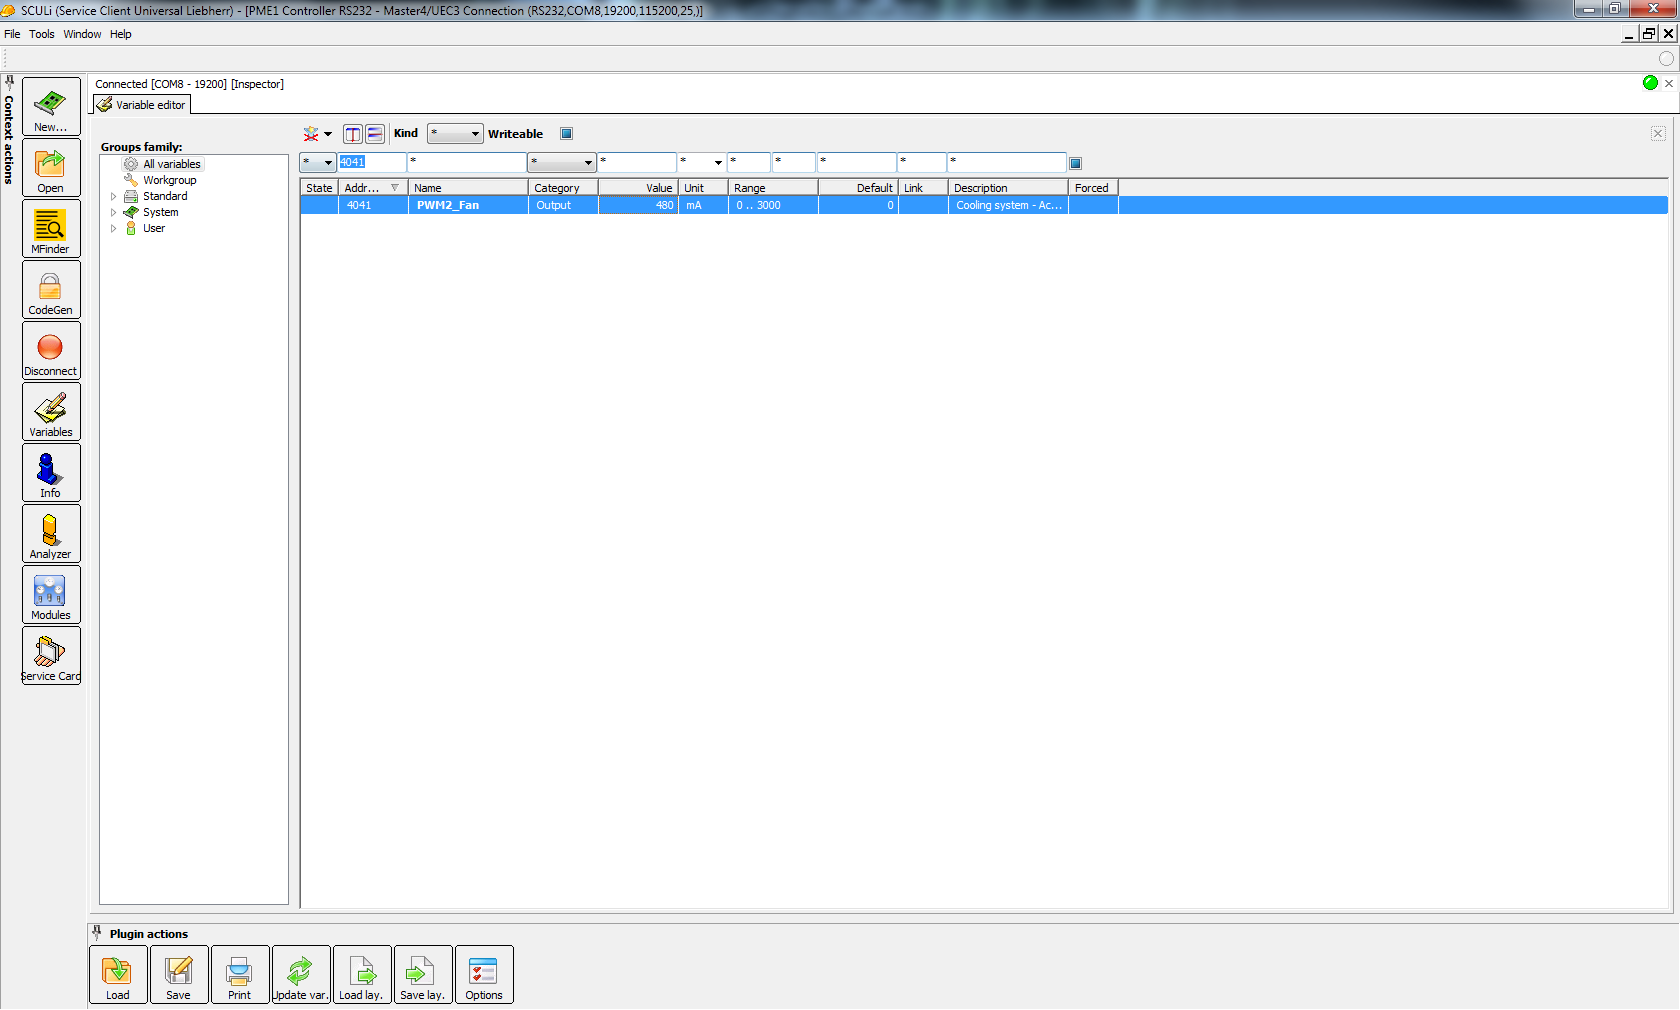 SCULi (Service Client Universal Liebherr) - [PME1 Controller RS232 - Master4/UEC3 Connection (RS232,COM8,19200,115200,25,)]
File Tools Window Help
Context actions
New...
Open
MFinder
CodeGen
Disconnect
Variables
Info
Analyzer
Modules
Service Card
Connected [COM8 - 19200] [Inspector]
Variable editor
Groups family:
All variables
Workgroup
Standard
System
User
Kind * Writeable
* 4041 * * * * * * * * *
State Addr... Name Category Value Unit Range Default Link Description Forced
4041 PWM2_Fan Output 480 mA 0 .. 3000 0 Cooling system - Ac...
Plugin actions
Load Save Print Update var. Load lay. Save lay. Options